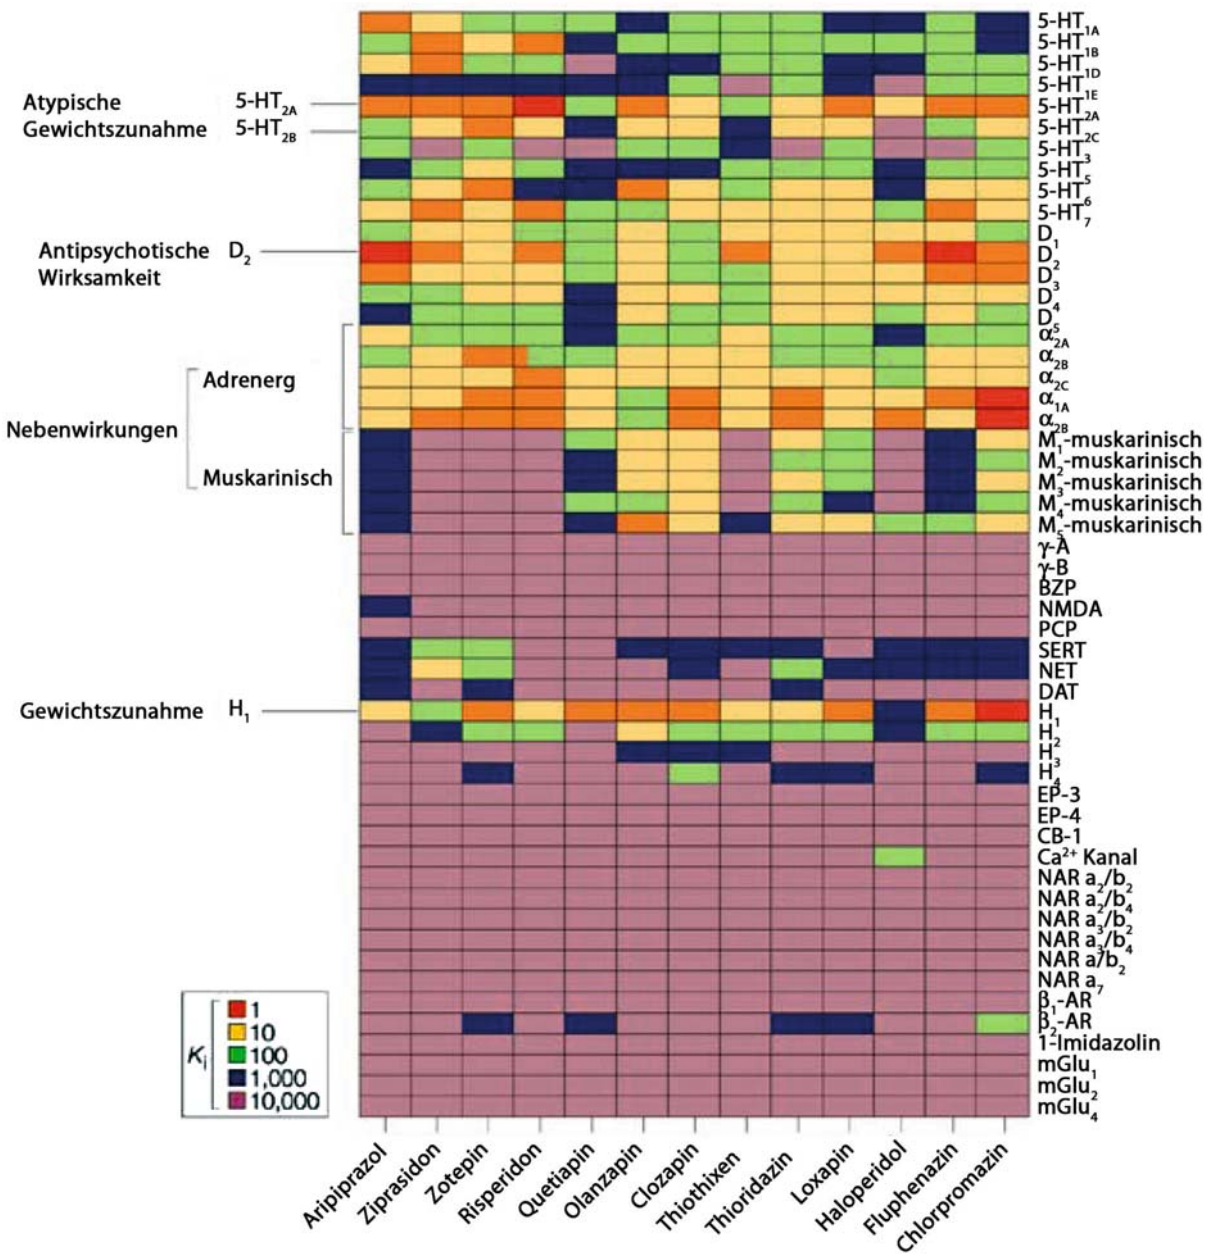 5-HT1A
5-HT1B
5-HT1D
5-HT1E
Atypische 5-HT2A 5-HT2A
Gewichtszunahme 5-HT2B 5-HT2C
5-HT3
5-HT5
5-HT6
5-HT7
D1
Antipsychotische D2 D2
Wirksamkeit D3
D4
D5
α2A
α2B
Adrenerg α2C
α1A
Nebenwirkungen α2B
M1-muskarinisch
M2-muskarinisch
Muskarinisch M3-muskarinisch
M4-muskarinisch
M5-muskarinisch
γ-A
γ-B
BZP
NMDA
PCP
SERT
NET
DAT
Gewichtszunahme H1 H1
H2
H3
H4
EP-3
EP-4
CB-1
Ca2+ Kanal
NAR a2/b2
NAR a2/b4
NAR a3/b2
NAR a3/b4
NAR a/b2
NAR a7
β1-AR
β2-AR
1-Imidazolin
mGlu1
mGlu2
mGlu4
Ki
1
10
100
1,000
10,000
Aripiprazol
Ziprasidon
Zotepin
Risperidon
Quetiapin
Olanzapin
Clozapin
Thiothixen
Thioridazin
Loxapin
Haloperidol
Fluphenazin
Chlorpromazin